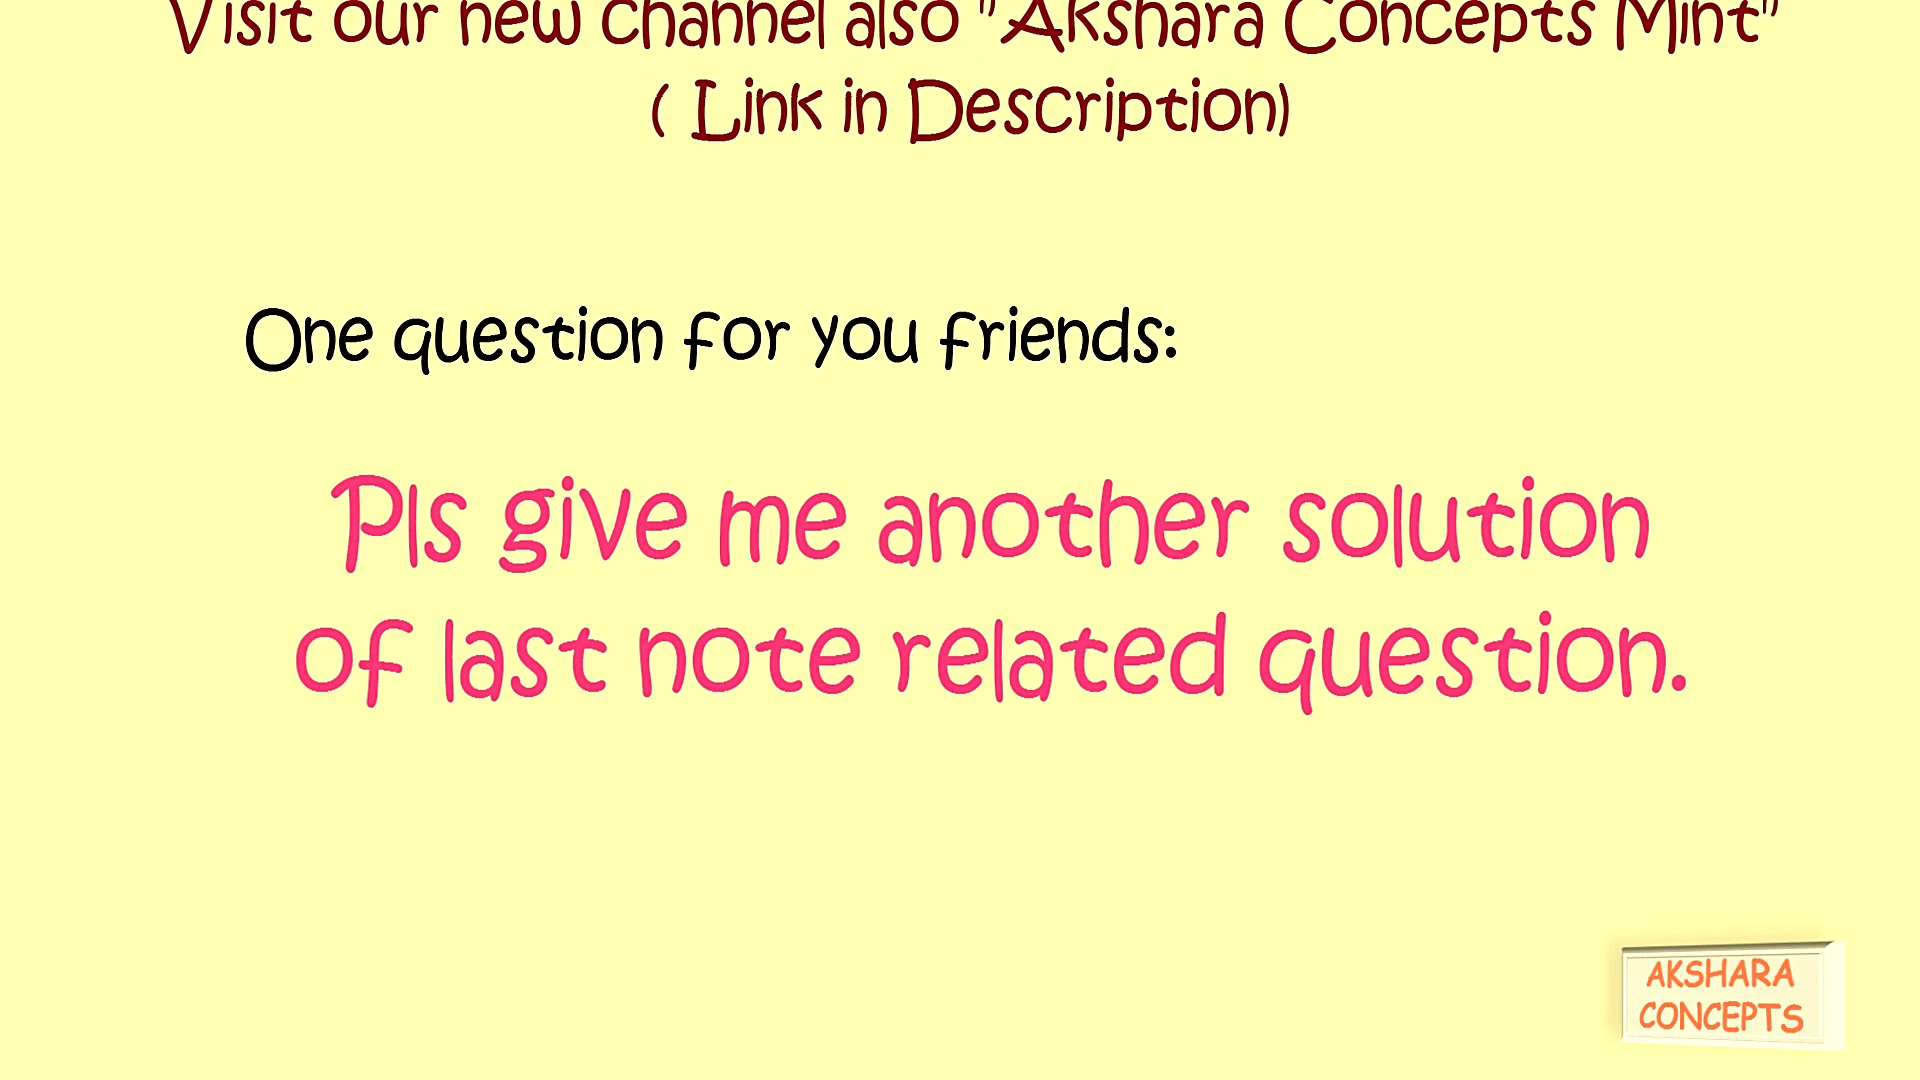 Visit our new channel also "Akshara Concepts Mint"
( Link in Description)
One question for you friends:
Pls give me another solution
of last note related question.
AKSHARA
CONCEPTS